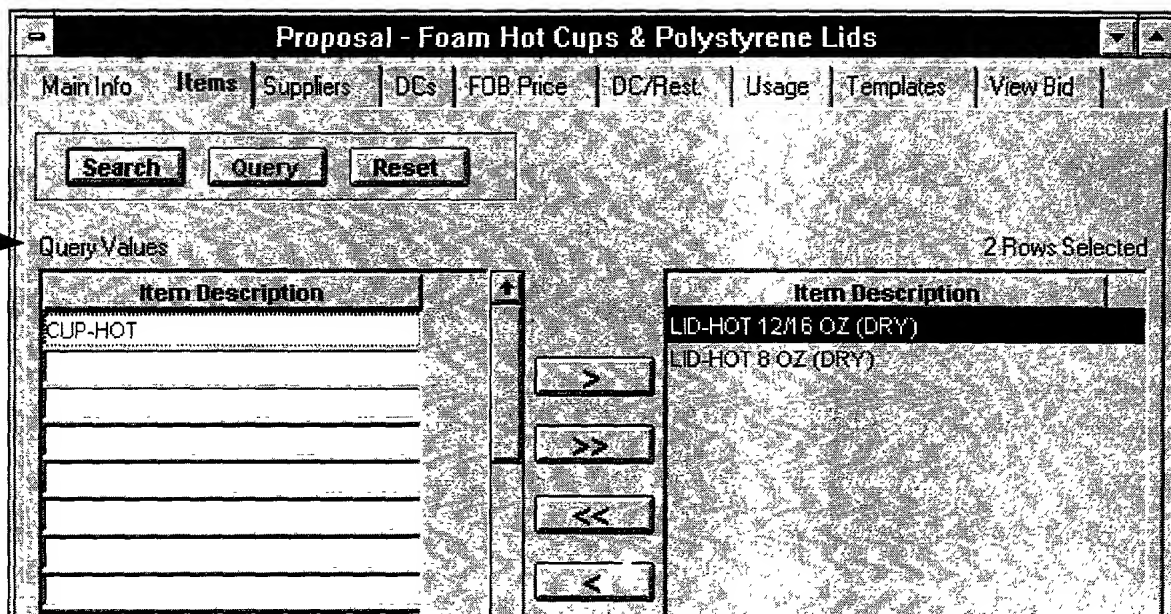 Proposal - Foam Hot Cups & Polystyrene Lids
Main Info Items Suppliers DCs FOB Price DC/Rest. Usage Templates View Bid
Search Query Reset
Query Values 2 Rows Selected
Item Description Item Description
CUP-HOT LID-HOT 12/16 OZ (DRY)
LID-HOT 8 OZ (DRY)
>
>>
<<
<